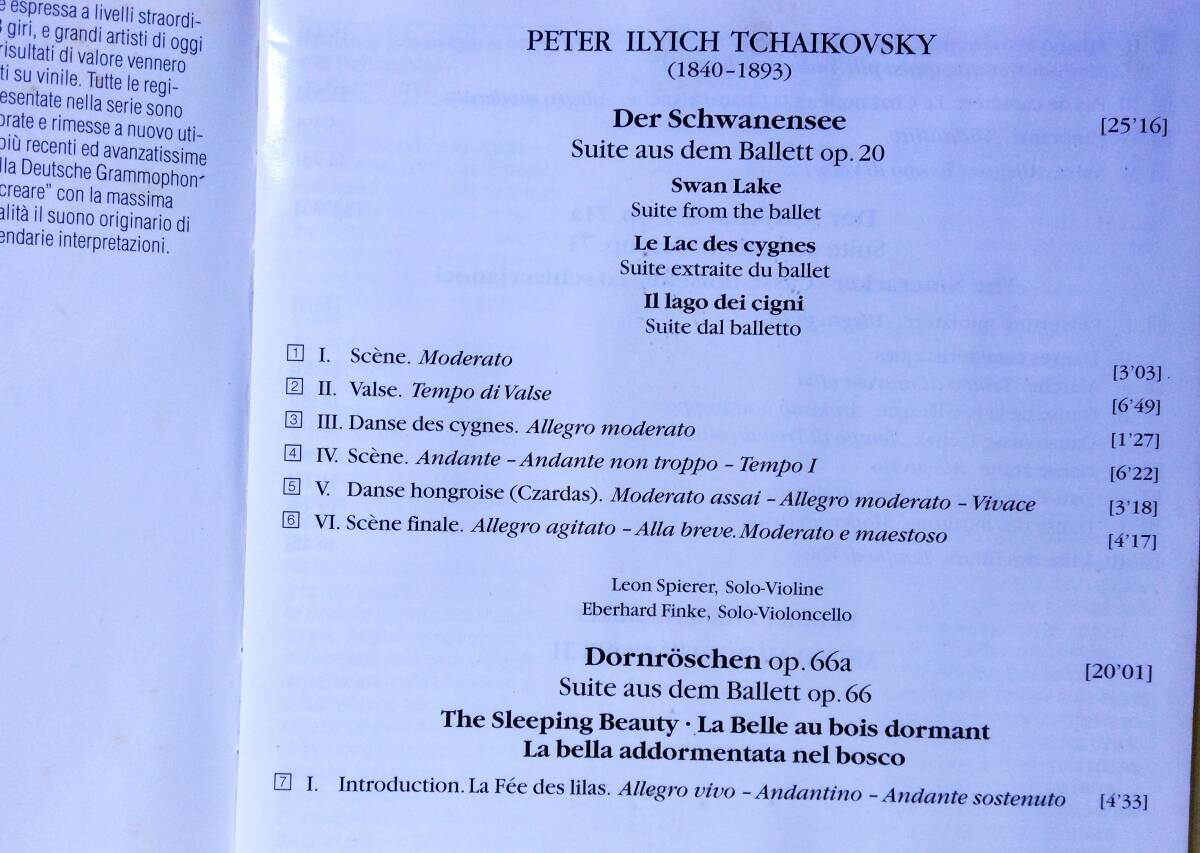 espressa a livelli straordi-
giri, e grandi artisti di oggi
risultati di valore vennero
ti su vinile. Tutte le regi-
esentate nella serie sono
orate e rimesse a nuovo uti-
più recenti ed avanzatissime
lla Deutsche Grammophon
creare” con la massima
alità il suono originario di
endarie interpretazioni.
PETER ILYICH TCHAIKOVSKY
(1840–1893)
Der Schwanensee [25’16]
Suite aus dem Ballett op. 20
Swan Lake
Suite from the ballet
Le Lac des cygnes
Suite extraite du ballet
Il lago dei cigni
Suite dal balletto
1 I. Scène. Moderato [3’03]
2 II. Valse. Tempo di Valse [6’49]
3 III. Danse des cygnes. Allegro moderato [1’27]
4 IV. Scène. Andante – Andante non troppo – Tempo I [6’22]
5 V. Danse hongroise (Czardas). Moderato assai – Allegro moderato – Vivace [3’18]
6 VI. Scène finale. Allegro agitato – Alla breve. Moderato e maestoso [4’17]
Leon Spierer, Solo-Violine
Eberhard Finke, Solo-Violoncello
Dornröschen op. 66a [20’01]
Suite aus dem Ballett op. 66
The Sleeping Beauty · La Belle au bois dormant
La bella addormentata nel bosco
7 I. Introduction. La Fée des lilas. Allegro vivo – Andantino – Andante sostenuto [4’33]